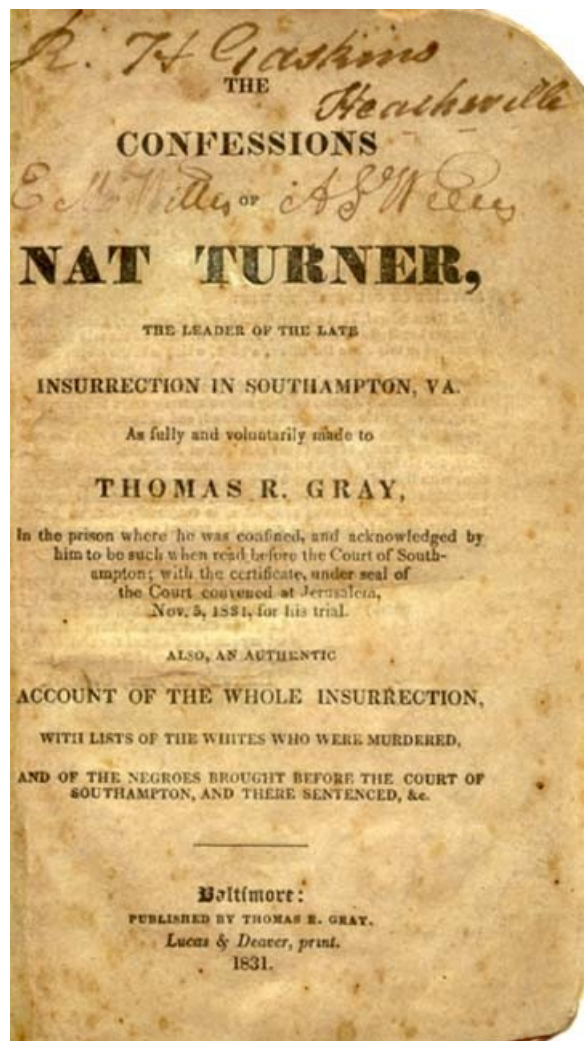 R. H Gaskins
THE
Heathsville
CONFESSIONS
OF
NAT TURNER,
THE LEADER OF THE LATE
INSURRECTION IN SOUTHAMPTON, VA.
As fully and voluntarily made to
THOMAS R. GRAY,
In the prison where he was confined, and acknowledged by
him to be such when read before the Court of South-
ampton; with the certificate, under seal of
the Court convened at Jerusalem,
Nov. 5, 1831, for his trial.
ALSO, AN AUTHENTIC
ACCOUNT OF THE WHOLE INSURRECTION,
WITH LISTS OF THE WHITES WHO WERE MURDERED,
AND OF THE NEGROES BROUGHT BEFORE THE COURT OF
SOUTHAMPTON, AND THERE SENTENCED, &c.
Baltimore:
PUBLISHED BY THOMAS R. GRAY.
Lucas & Deaver, print.
1831.